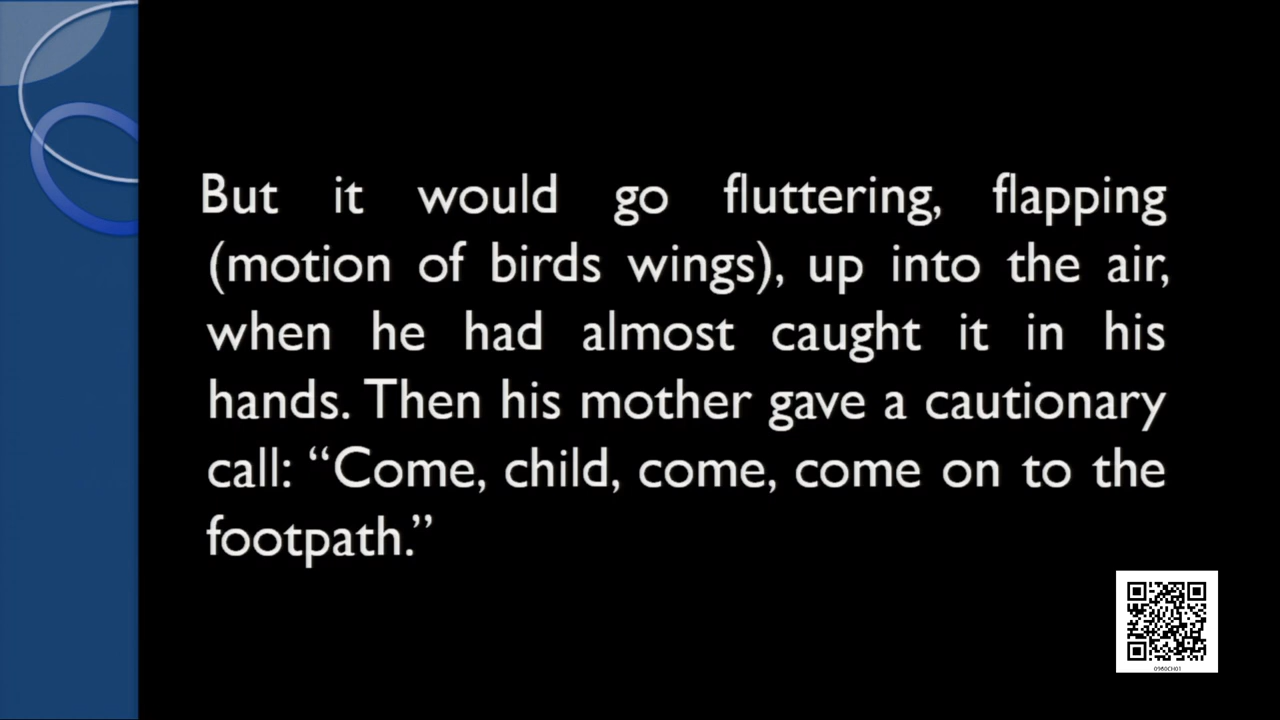 But it would go fluttering, flapping
(motion of birds wings), up into the air,
when he had almost caught it in his
hands. Then his mother gave a cautionary
call: “Come, child, come, come on to the
footpath.”
0960CH01